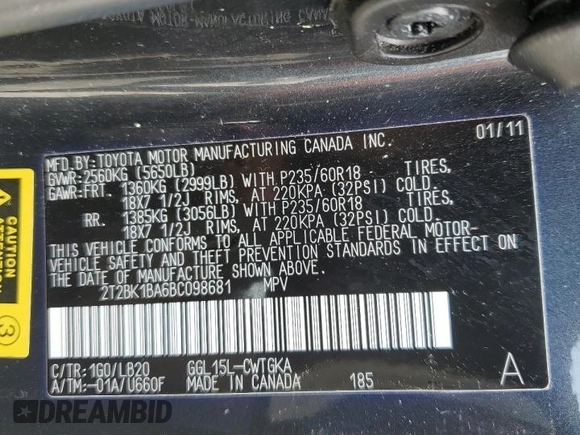 MFD.BY:TOYOTA MOTOR MANUFACTURING CANADA INC. 01/11
GVWR:2560KG (5650LB)
GAWR:FRT. 1360KG (2999LB) WITH P235/60R18 TIRES,
18X7 1/2J RIMS, AT 220KPA (32PSI) COLD.
RR. 1385KG (3056LB) WITH P235/60R18 TIRES,
18X7 1/2J RIMS, AT 220KPA (32PSI) COLD.
THIS VEHICLE CONFORMS TO ALL APPLICABLE FEDERAL MOTOR-
VEHICLE SAFETY AND THEFT PREVENTION STANDARDS IN EFFECT
ON THE DATE OF MANUFACTURE SHOWN ABOVE.
2T2BK1BA6BC098681 MPV
C/TR:1G0/LB20 GGL15L-CWTGKA
A/TM:-01A/U660F MADE IN CANADA 185 A
CAUTION
3
DREAMBID